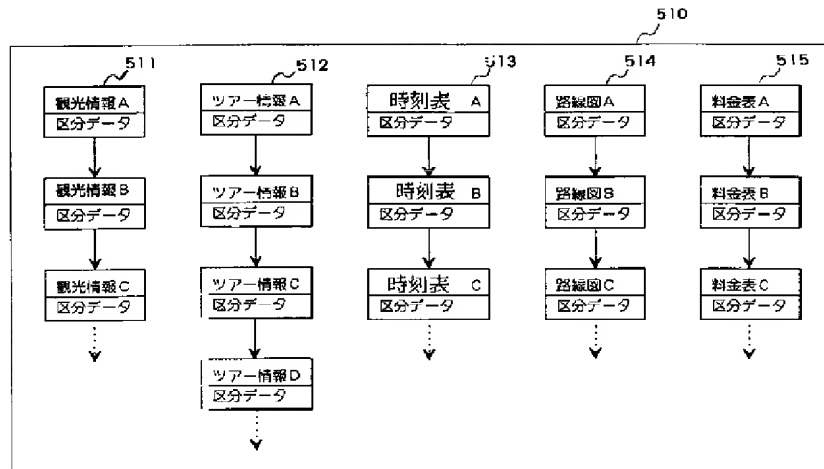 510
511
512
513
514
515
観光情報A
区分データ
ツアー情報A
区分データ
時刻表 A
区分データ
路線図A
区分データ
料金表A
区分データ
観光情報B
区分データ
ツアー情報B
区分データ
時刻表 B
区分データ
路線図B
区分データ
料金表B
区分データ
観光情報C
区分データ
ツアー情報C
区分データ
時刻表 C
区分データ
路線図C
区分データ
料金表C
区分データ
ツアー情報D
区分データ